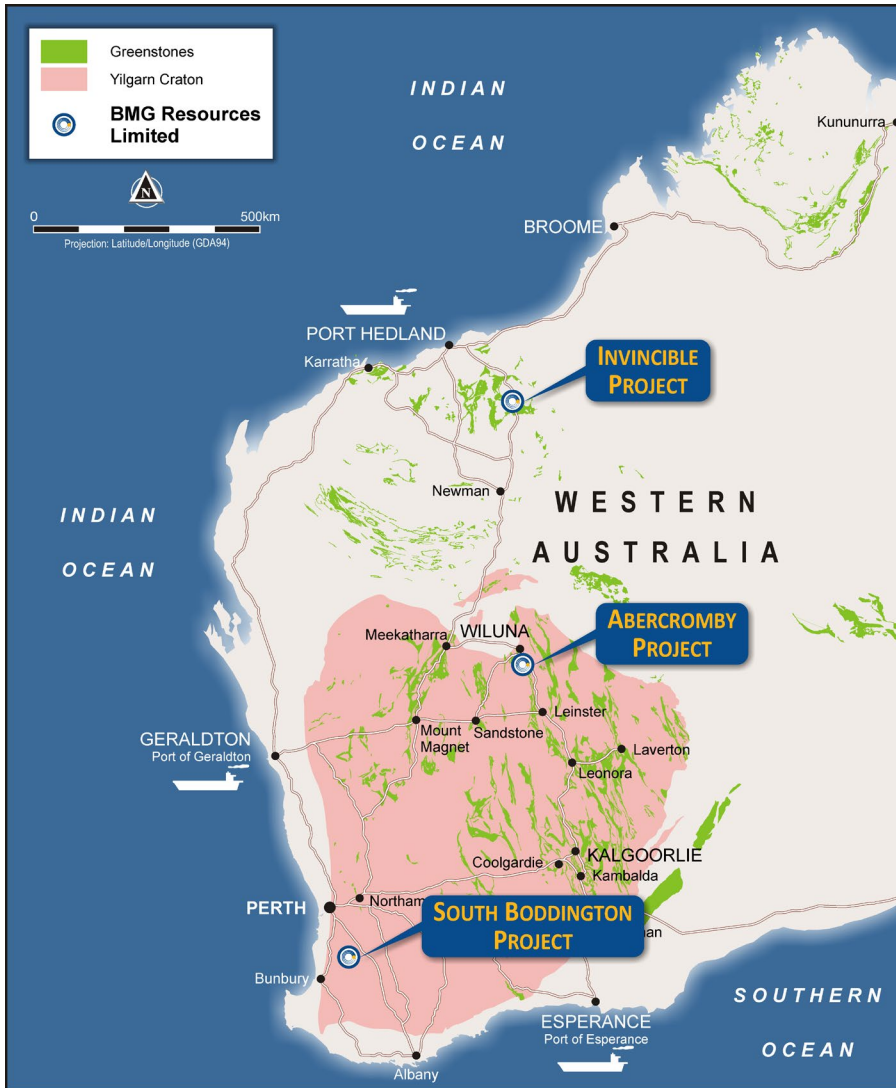 Greenstones
Yilgarn Craton
BMG Resources
Limited
N
0
500km
Projection: Latitude/Longitude (GDA94)
INDIAN
OCEAN
Kununurra
BROOME
PORT HEDLAND
Karratha
INVINCIBLE
PROJECT
Newman
WESTERN
AUSTRALIA
INDIAN
OCEAN
ABERCROMBY
PROJECT
Meekatharra
WILUNA
Leinster
Mount
Magnet
Sandstone
GERALDTON
Port of Geraldton
Laverton
Leonora
KALGOORLIE
Coolgardie
Kambalda
PERTH
Northam
SOUTH BODDINGTON
PROJECT
Bunbury
ESPERANCE
Port of Esperance
Albany
SOUTHERN
OCEAN